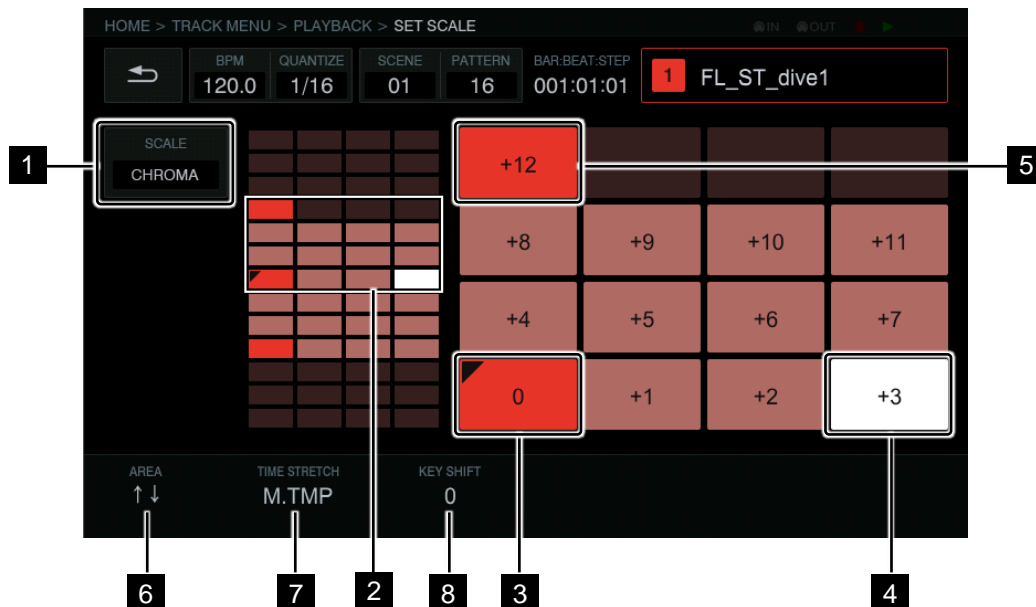 HOME > TRACK MENU > PLAYBACK > SET SCALE
IN OUT
BPM QUANTIZE SCENE PATTERN BAR:BEAT:STEP
120.0 1/16 01 16 001:01:01
1 FL_ST_dive1
SCALE
CHROMA
+12
+8 +9 +10 +11
+4 +5 +6 +7
0 +1 +2 +3
AREA TIME STRETCH KEY SHIFT
↑↓ M.TMP 0
1
5
6 7 2 8 3 4